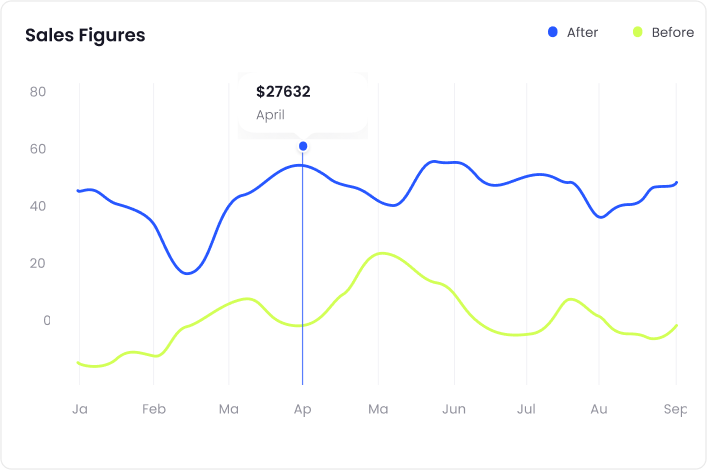 Sales Figures
After
Before
$27632
April
80
60
40
20
0
Ja Feb Ma Ap Ma Jun Jul Au Sep